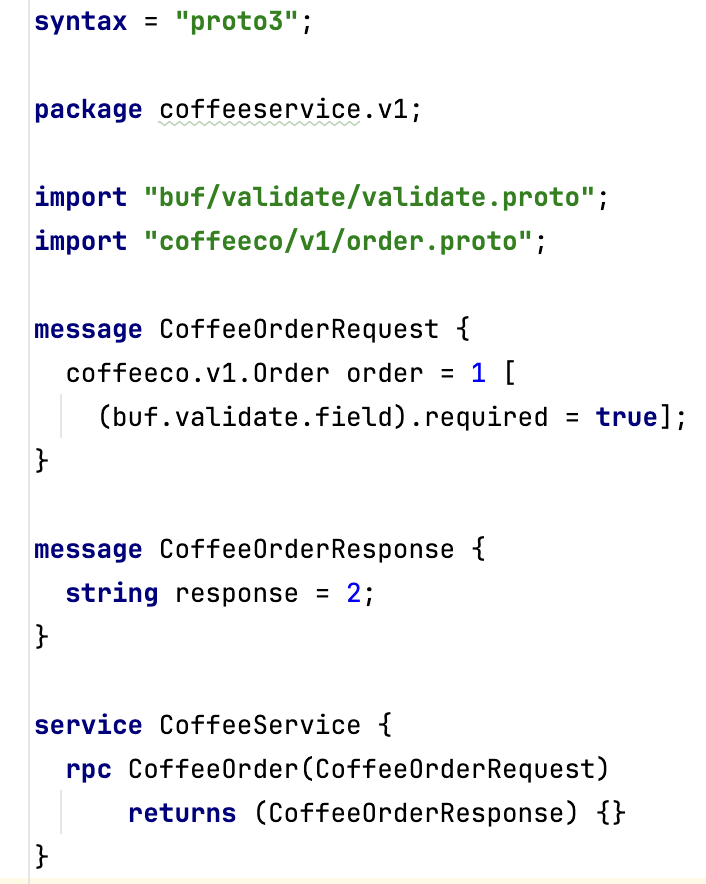 syntax = "proto3";
package coffeeservice.v1;
import "buf/validate/validate.proto";
import "coffeeco/v1/order.proto";
message CoffeeOrderRequest {
  coffeeco.v1.Order order = 1 [
    (buf.validate.field).required = true];
}
message CoffeeOrderResponse {
  string response = 2;
}
service CoffeeService {
  rpc CoffeeOrder(CoffeeOrderRequest)
      returns (CoffeeOrderResponse) {}
}